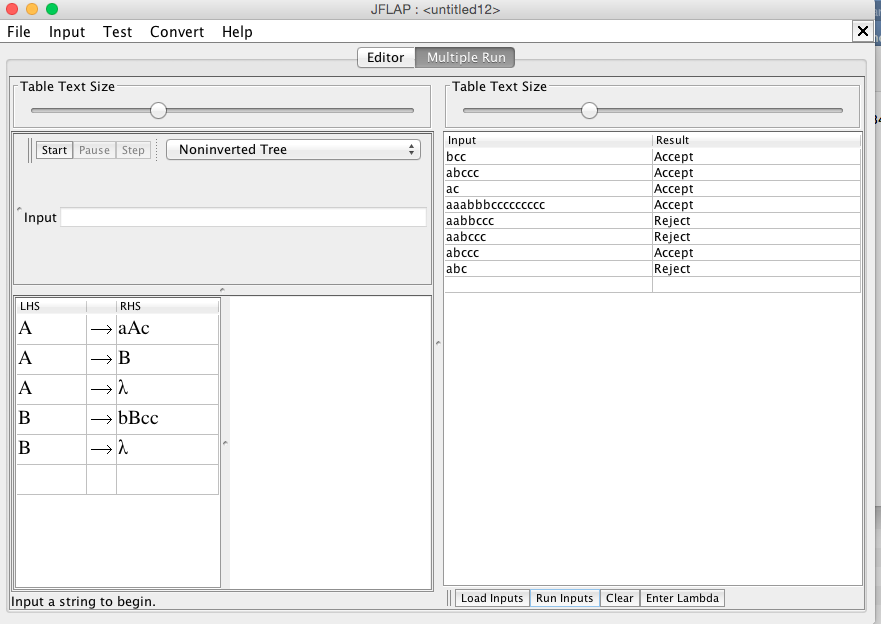 JFLAP : <untitled12>
File Input Test Convert Help
Editor Multiple Run
Table Text Size
Start Pause Step Noninverted Tree
Input
LHS RHS
A → aAc
A → B
A → λ
B → bBcc
B → λ
Input a string to begin.
Table Text Size
Input Result
bcc Accept
abccc Accept
ac Accept
aaabbbccccccccc Accept
aabbccc Reject
aabccc Reject
abccc Accept
abc Reject
Load Inputs Run Inputs Clear Enter Lambda